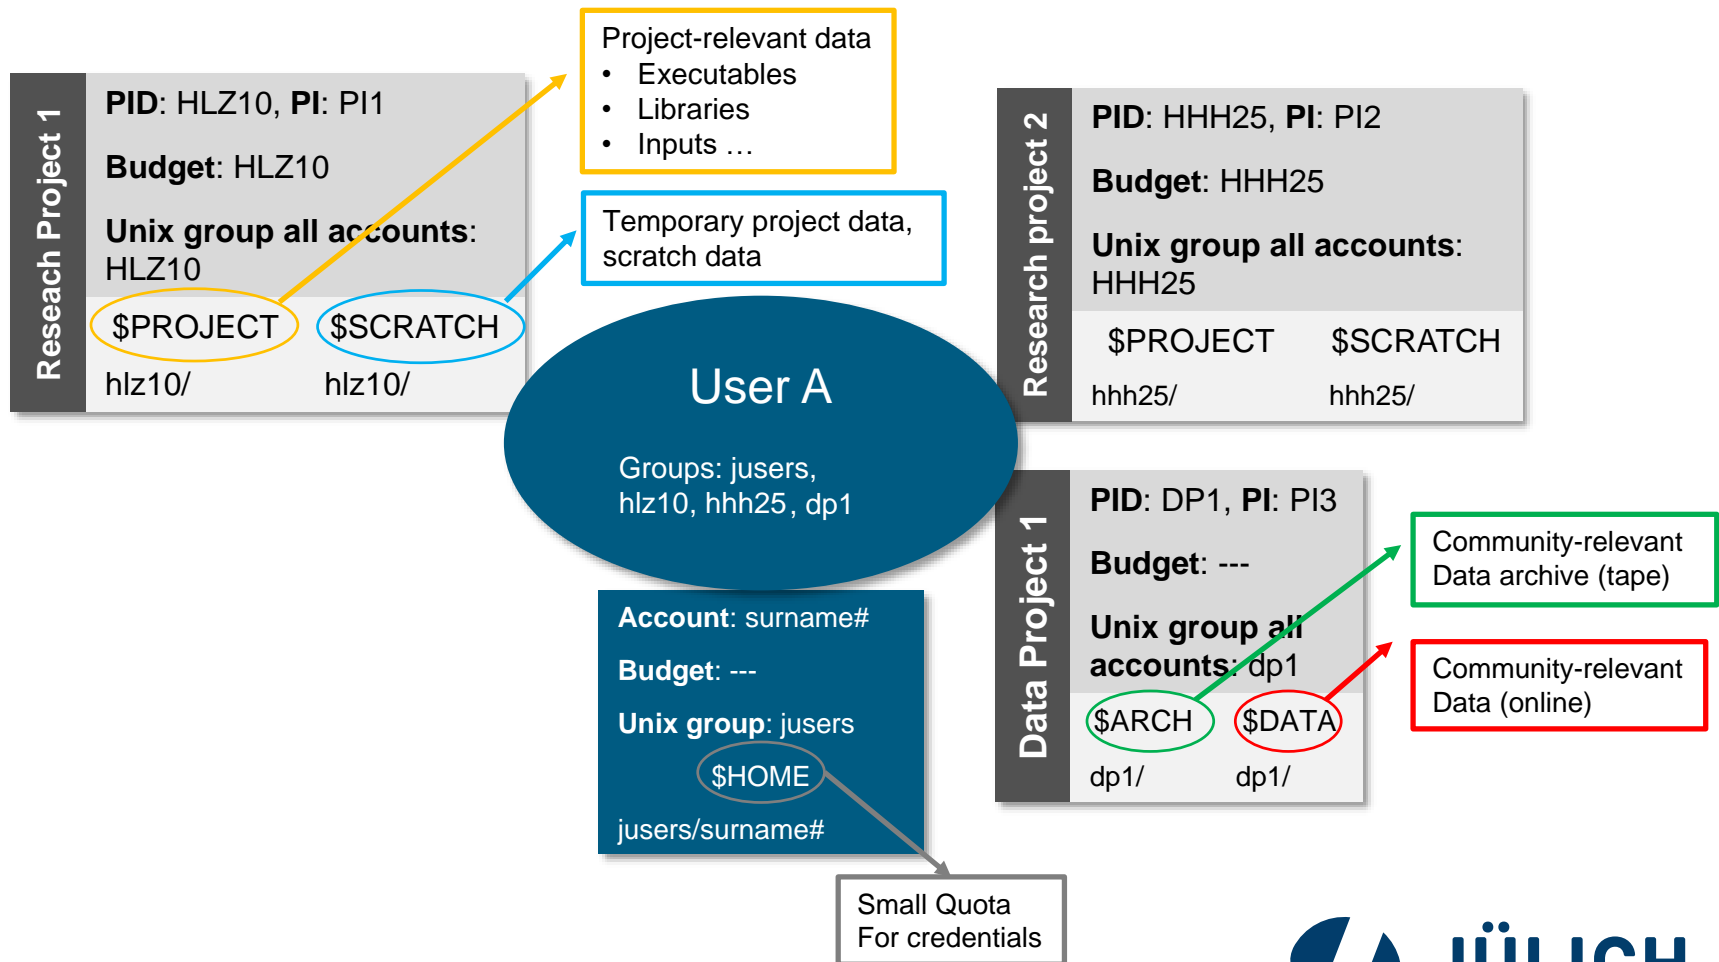 Project-relevant data
• Executables
• Libraries
• Inputs …
Reseach Project 1
PID: HLZ10, PI: PI1
Budget: HLZ10
Unix group all accounts:
HLZ10
$PROJECT $SCRATCH
hlz10/ hlz10/
Temporary project data,
scratch data
Research project 2
PID: HHH25, PI: PI2
Budget: HHH25
Unix group all accounts:
HHH25
$PROJECT $SCRATCH
hhh25/ hhh25/
User A
Groups: jusers,
hlz10, hhh25, dp1
Account: surname#
Budget: ---
Unix group: jusers
$HOME
jusers/surname#
Small Quota
For credentials
Data Project 1
PID: DP1, PI: PI3
Budget: ---
Unix group all
accounts: dp1
$ARCH $DATA
dp1/ dp1/
Community-relevant
Data archive (tape)
Community-relevant
Data (online)
JÜLICH